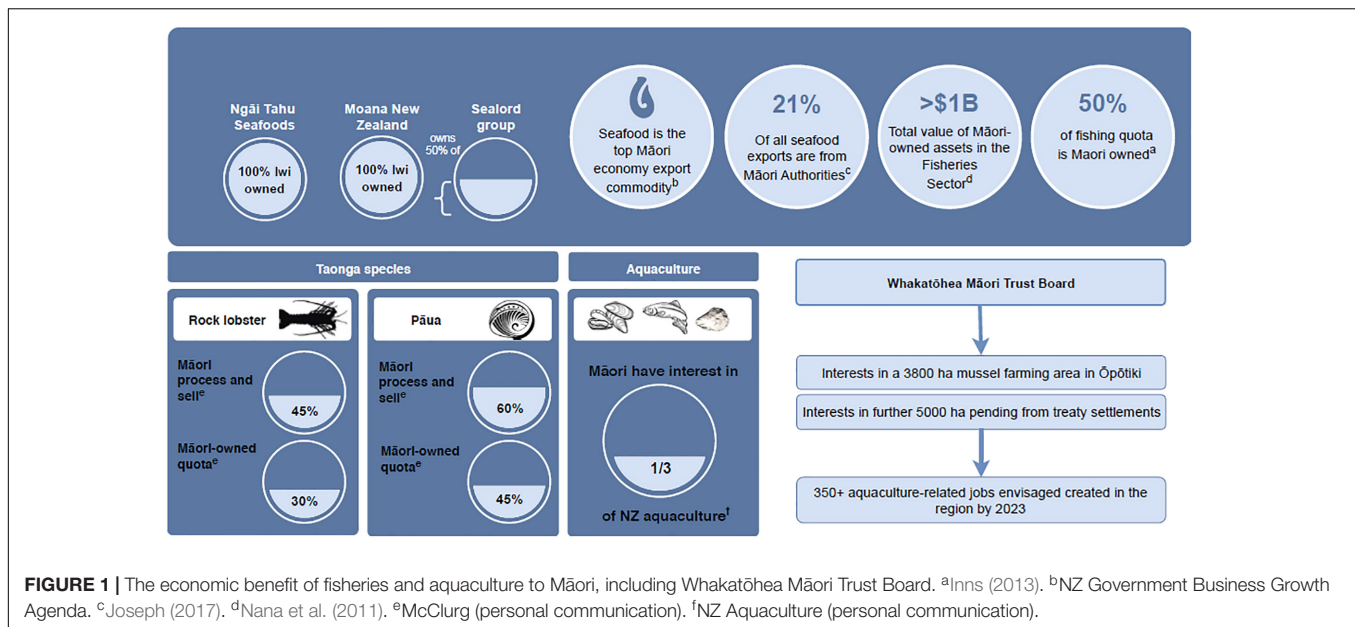 Ngāi Tahu
Seafoods
100% Iwi
owned
Moana New
Zealand
100% Iwi
owned
owns
50% of
Sealord
group
Seafood is the
top Māori
economy export
commodityᵇ
21%
Of all seafood
exports are from
Māori Authoritiesᶜ
>$1B
Total value of Māori-
owned assets in the
Fisheries
Sectorᵈ
50%
of fishing quota
is Maori ownedᵃ
Taonga species
Rock lobster
Māori
process and
sellᵉ
45%
Māori-owned
quotaᵉ
30%
Pāua
Māori
process and
sellᵉ
60%
Māori-owned
quotaᵉ
45%
Aquaculture
Māori have interest in
1/3
of NZ aquacultureᶠ
Whakatōhea Māori Trust Board
Interests in a 3800 ha mussel farming area in Ōpōtiki
Interests in further 5000 ha pending from treaty settlements
350+ aquaculture-related jobs envisaged created in the
region by 2023
FIGURE 1 | The economic benefit of fisheries and aquaculture to Māori, including Whakatōhea Māori Trust Board. ᵃInns (2013). ᵇNZ Government Business Growth
Agenda. ᶜJoseph (2017). ᵈNana et al. (2011). ᵉMcClurg (personal communication). ᶠNZ Aquaculture (personal communication).